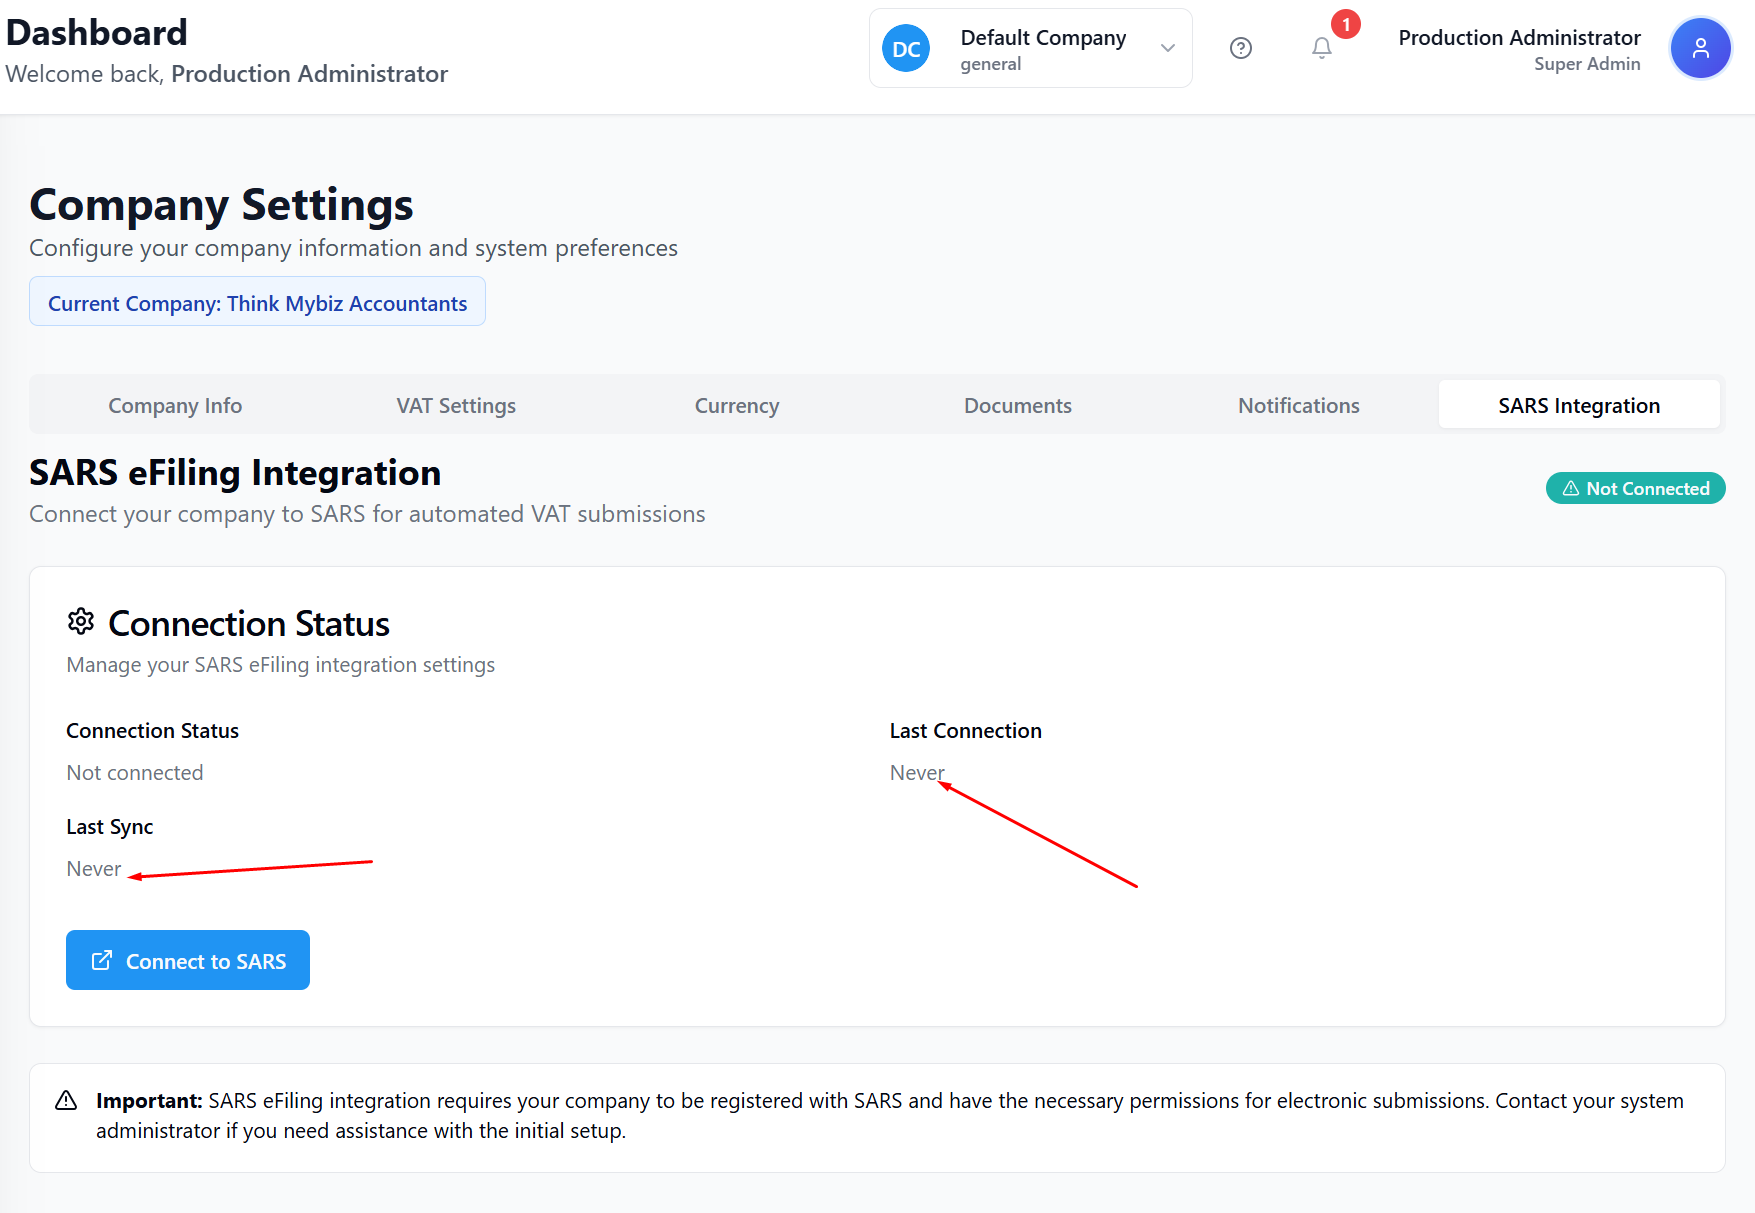 Dashboard
Welcome back, Production Administrator
DC
Default Company
general
1
Production Administrator
Super Admin
Company Settings
Configure your company information and system preferences
Current Company: Think Mybiz Accountants
Company Info
VAT Settings
Currency
Documents
Notifications
SARS Integration
SARS eFiling Integration
Connect your company to SARS for automated VAT submissions
Not Connected
Connection Status
Manage your SARS eFiling integration settings
Connection Status
Not connected
Last Connection
Never
Last Sync
Never
Connect to SARS
Important: SARS eFiling integration requires your company to be registered with SARS and have the necessary permissions for electronic submissions. Contact your system
administrator if you need assistance with the initial setup.